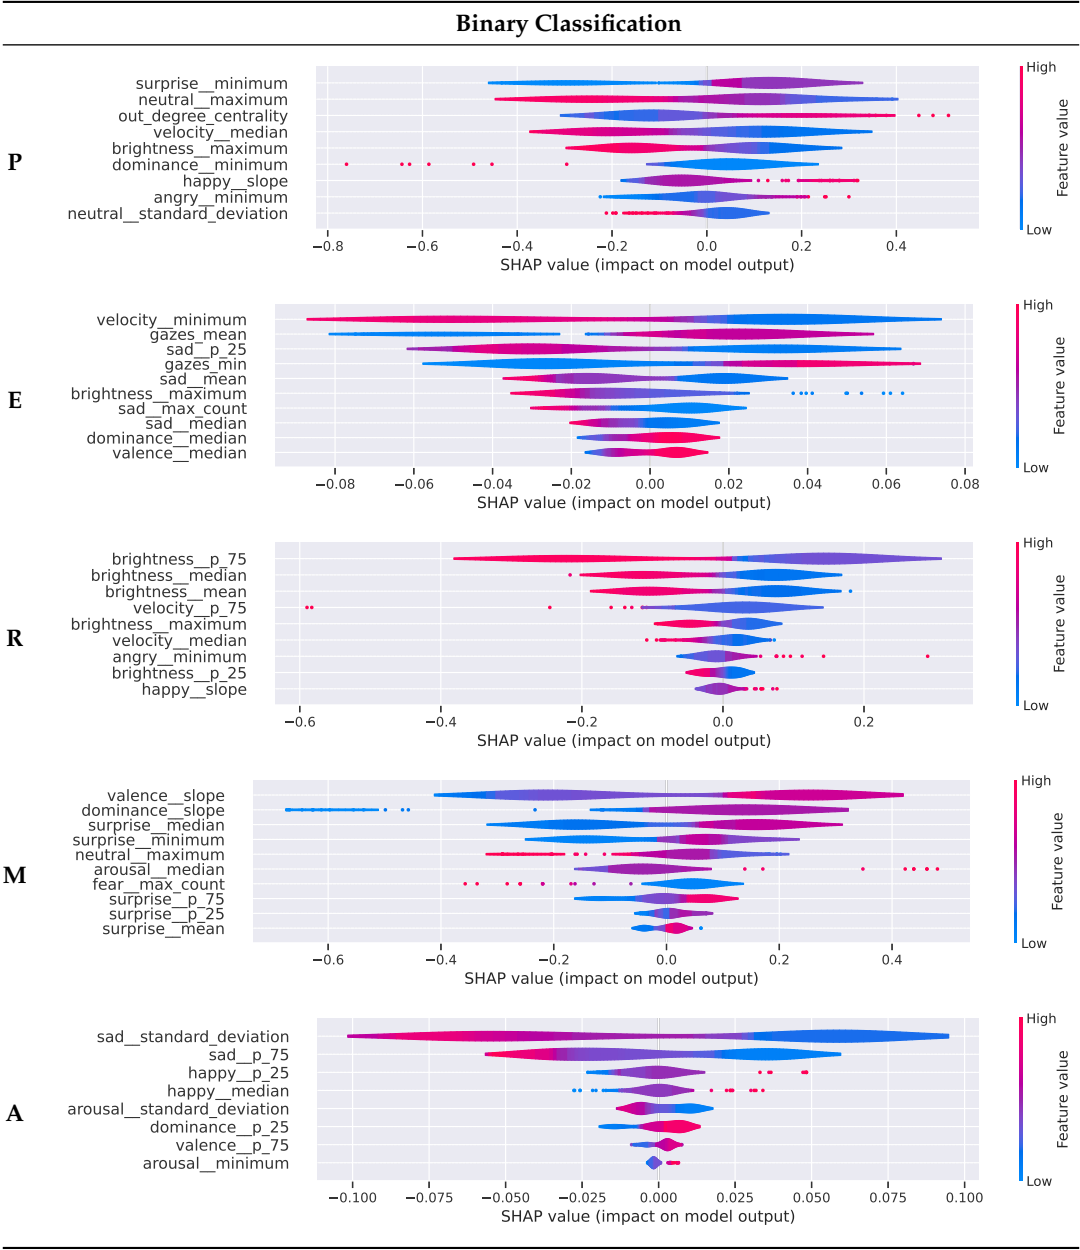 Binary Classification
P
surprise__minimum
neutral__maximum
out_degree_centrality
velocity__median
brightness__maximum
dominance__minimum
happy__slope
angry__minimum
neutral__standard_deviation
−0.8 −0.6 −0.4 −0.2 0.0 0.2 0.4
SHAP value (impact on model output)
High
Low
Feature value
E
velocity__minimum
gazes_mean
sad__p_25
gazes_min
sad__mean
brightness__maximum
sad__max_count
sad__median
dominance__median
valence__median
−0.08 −0.06 −0.04 −0.02 0.00 0.02 0.04 0.06 0.08
SHAP value (impact on model output)
High
Low
Feature value
R
brightness__p_75
brightness__median
brightness__mean
velocity__p_75
brightness__maximum
velocity__median
angry__minimum
brightness__p_25
happy__slope
−0.6 −0.4 −0.2 0.0 0.2
SHAP value (impact on model output)
High
Low
Feature value
M
valence__slope
dominance__slope
surprise__median
surprise__minimum
neutral__maximum
arousal__median
fear__max_count
surprise__p_75
surprise__p_25
surprise__mean
−0.6 −0.4 −0.2 0.0 0.2 0.4
SHAP value (impact on model output)
High
Low
Feature value
A
sad__standard_deviation
sad__p_75
happy__p_25
happy__median
arousal__standard_deviation
dominance__p_25
valence__p_75
arousal__minimum
−0.100 −0.075 −0.050 −0.025 0.000 0.025 0.050 0.075 0.100
SHAP value (impact on model output)
High
Low
Feature value